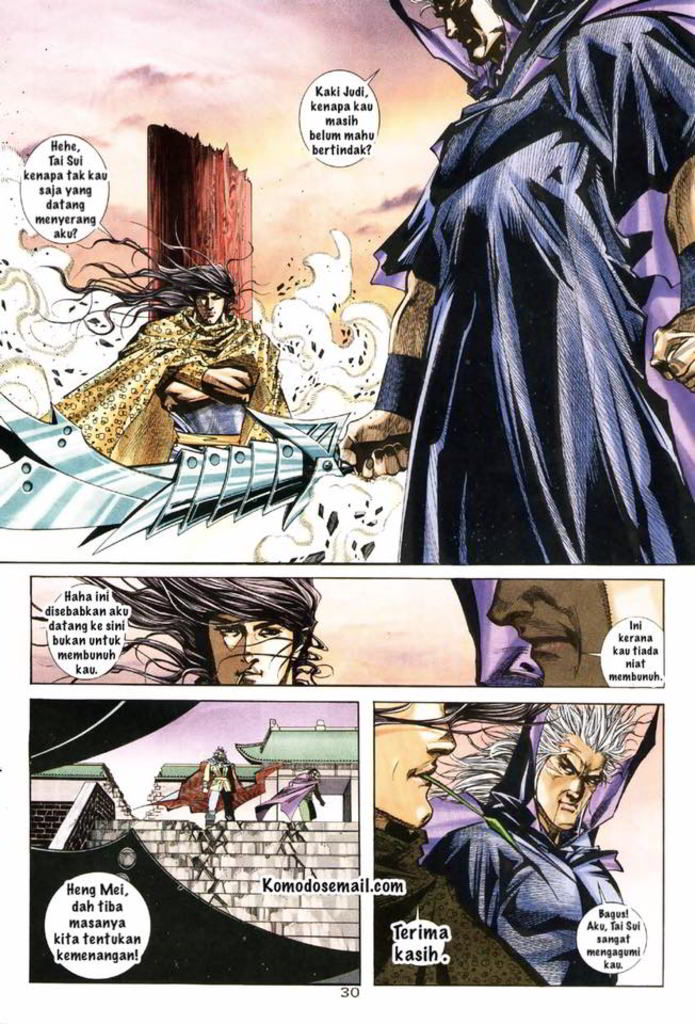 Kaki Judi,
kenapa kau
masih
belum mahu
bertindak?
Hehe,
Tai Sui
kenapa tak kau
saja yang
datang
menyerang
aku?
Haha ini
disebabkan aku
datang ke sini
bukan untuk
membunuh
kau.
Ini
kerana
kau tiada
niat
membunuh.
Heng Mei,
dah tiba
masanya
kita tentukan
kemenangan!
Komodosemail.com
Terima
kasih.
Bagus!
Aku, Tai Sui
sangat
mengagumi
kau.
30